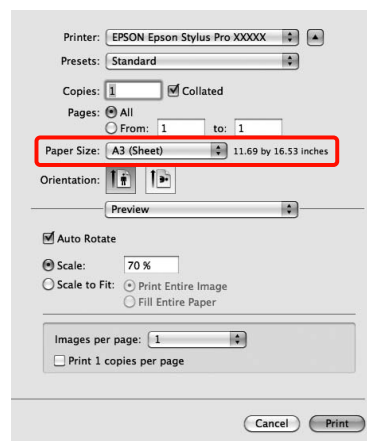 Printer: EPSON Epson Stylus Pro XXXXX
Presets: Standard
Copies: 1 Collated
Pages: All
From: 1 to: 1
Paper Size: A3 (Sheet) 11.69 by 16.53 inches
Orientation:
Preview
Auto Rotate
Scale: 70 %
Scale to Fit: Print Entire Image
Fill Entire Paper
Images per page: 1
Print 1 copies per page
Cancel Print